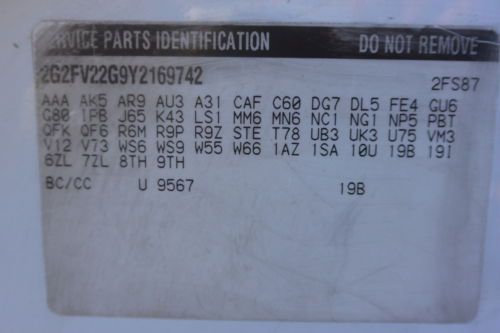 SERVICE PARTS IDENTIFICATION DO NOT REMOVE
2G2FV22G9Y2169742 2FS87
AAA AK5 AR9 AU3 A31 CAF C60 DG7 DL5 FE4 GU6
G80 IPB J65 K43 LS1 MM6 MN6 NC1 NG1 NP5 PBT
QFK QF6 R6M R9P R9Z STE T78 UB3 UK3 U75 VM3
V12 V73 WS6 WS9 W55 W66 1AZ 1SA 10U 19B 19I
6ZL 7ZL 8TH 9TH
BC/CC U 9567 19B